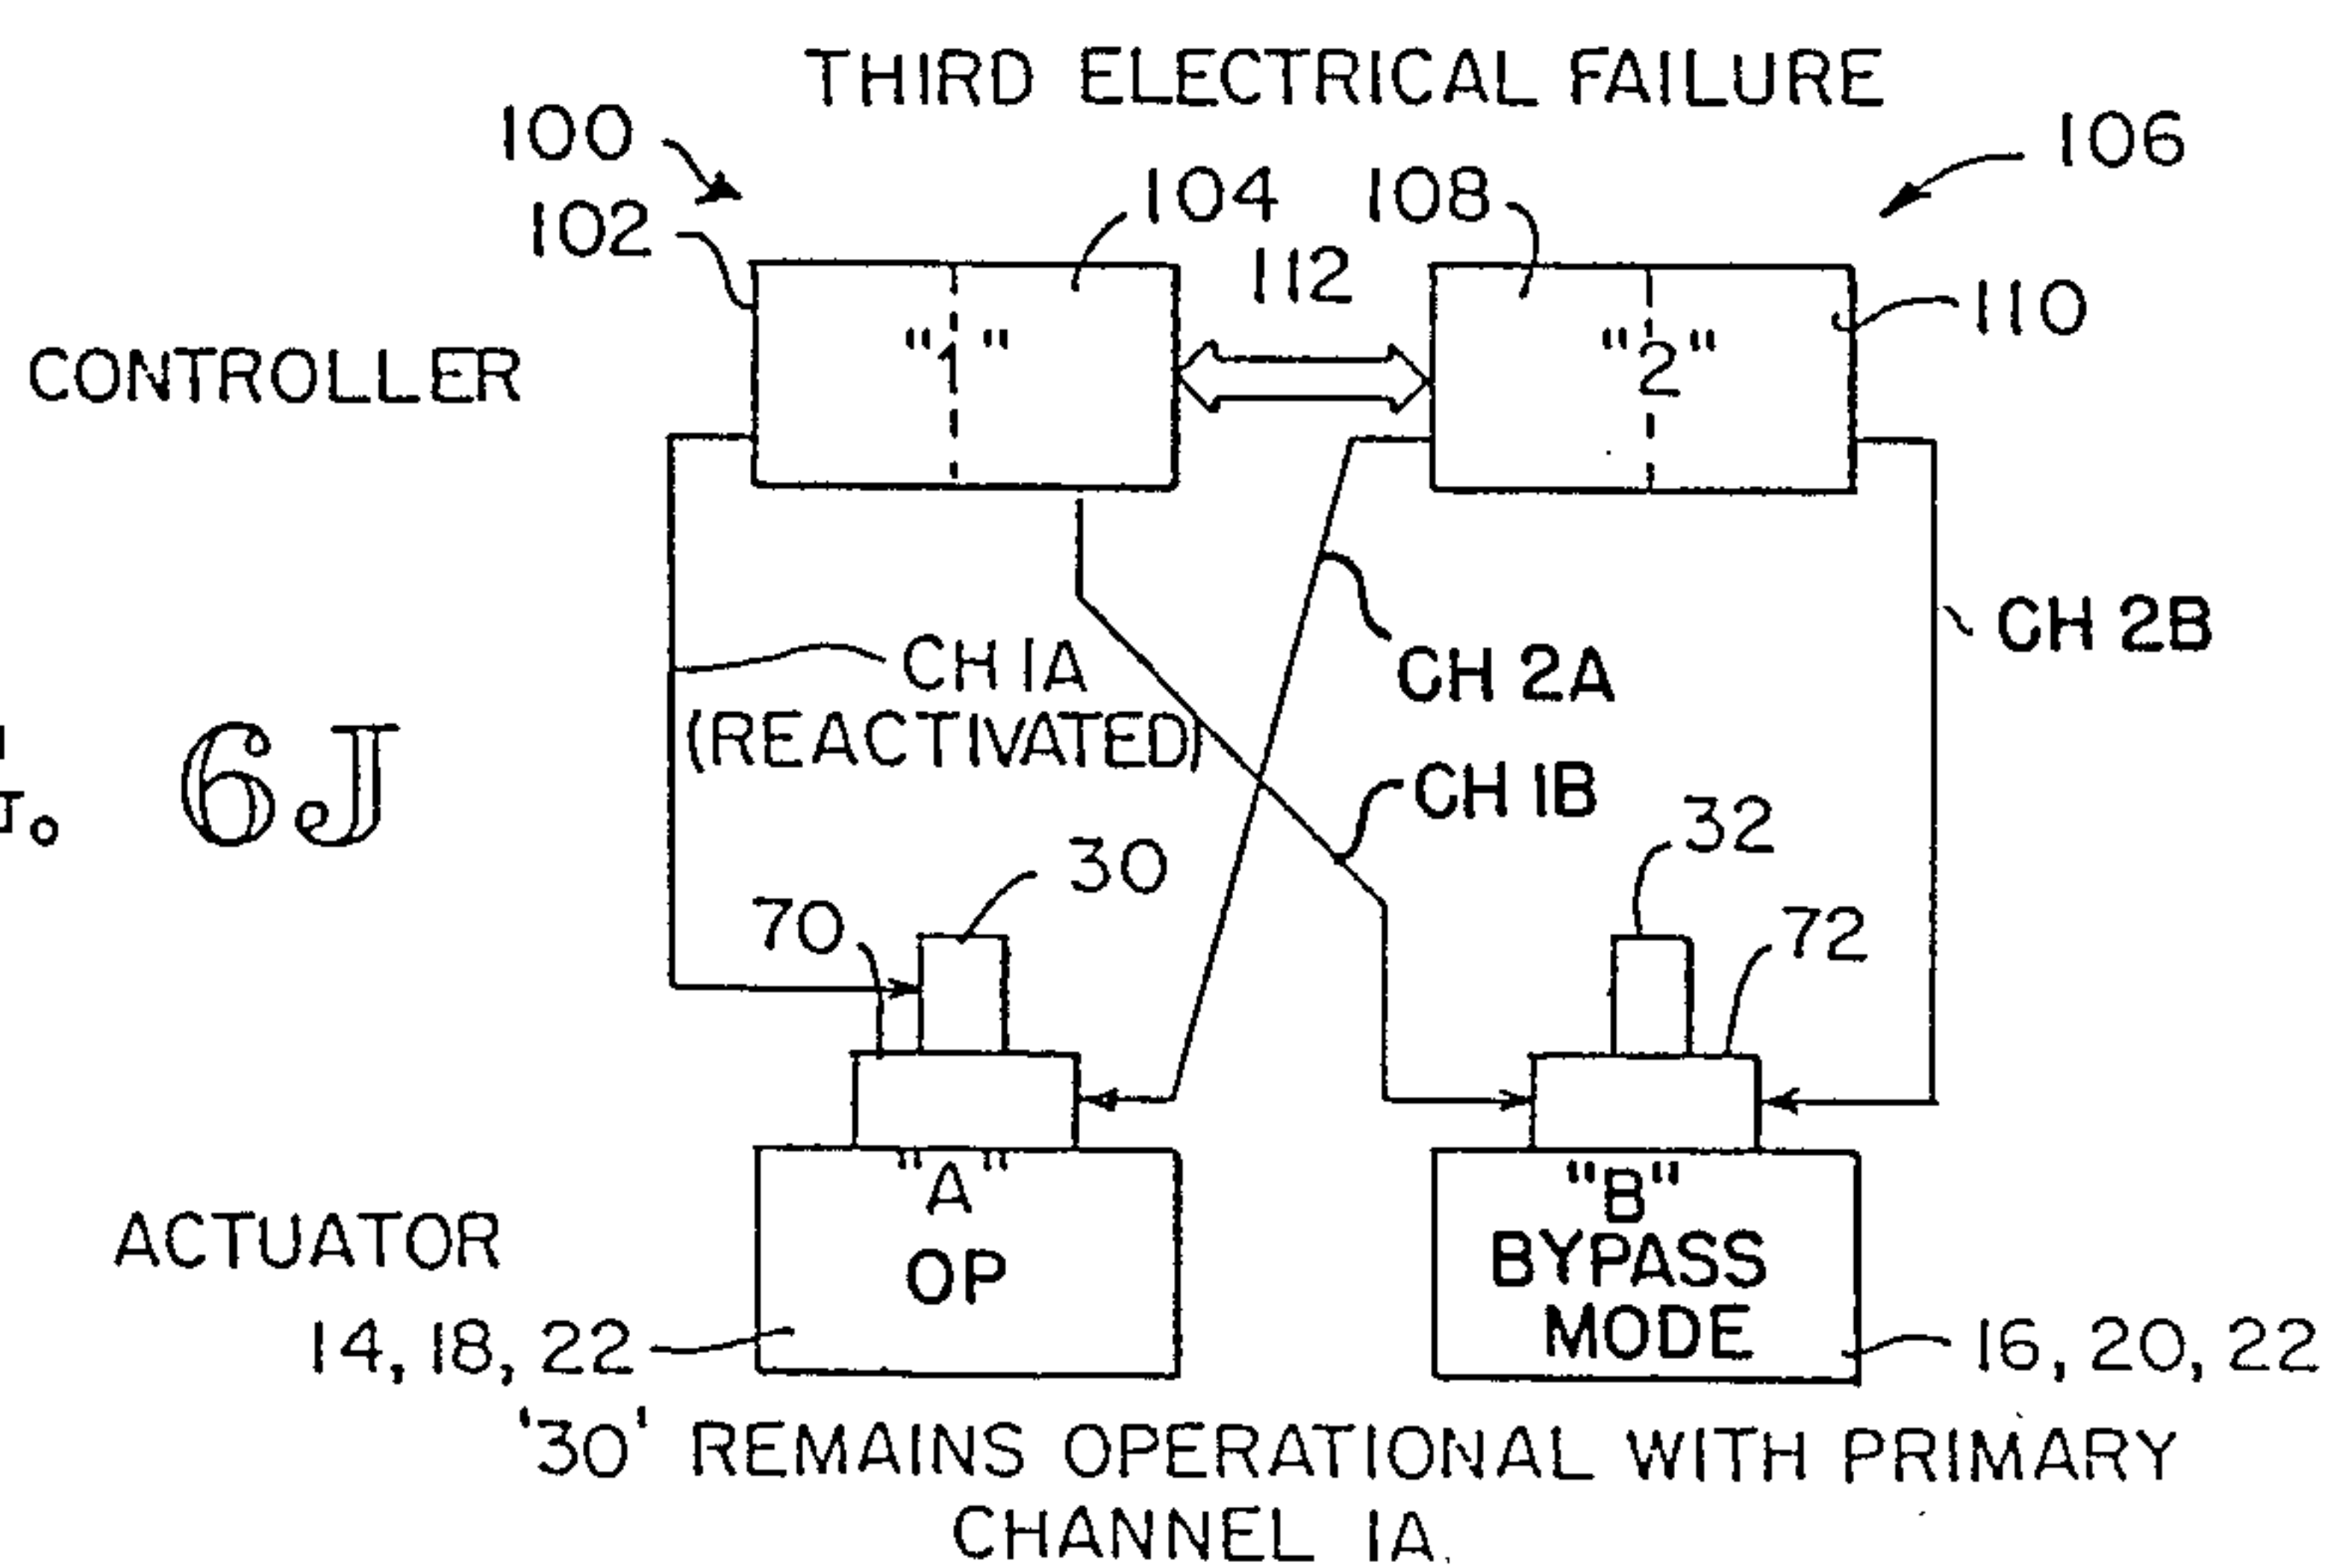 THIRD ELECTRICAL FAILURE
100
106
102
104
108
112
110
"1"
"2"
CONTROLLER
CH 2B
CH 1A
(REACTIVATED)
CH 2A
6J
CH 1B
30
32
70
72
"A"
OP
"B"
BYPASS
MODE
ACTUATOR
14, 18, 22
16, 20, 22
'30' REMAINS OPERATIONAL WITH PRIMARY
CHANNEL 1A.